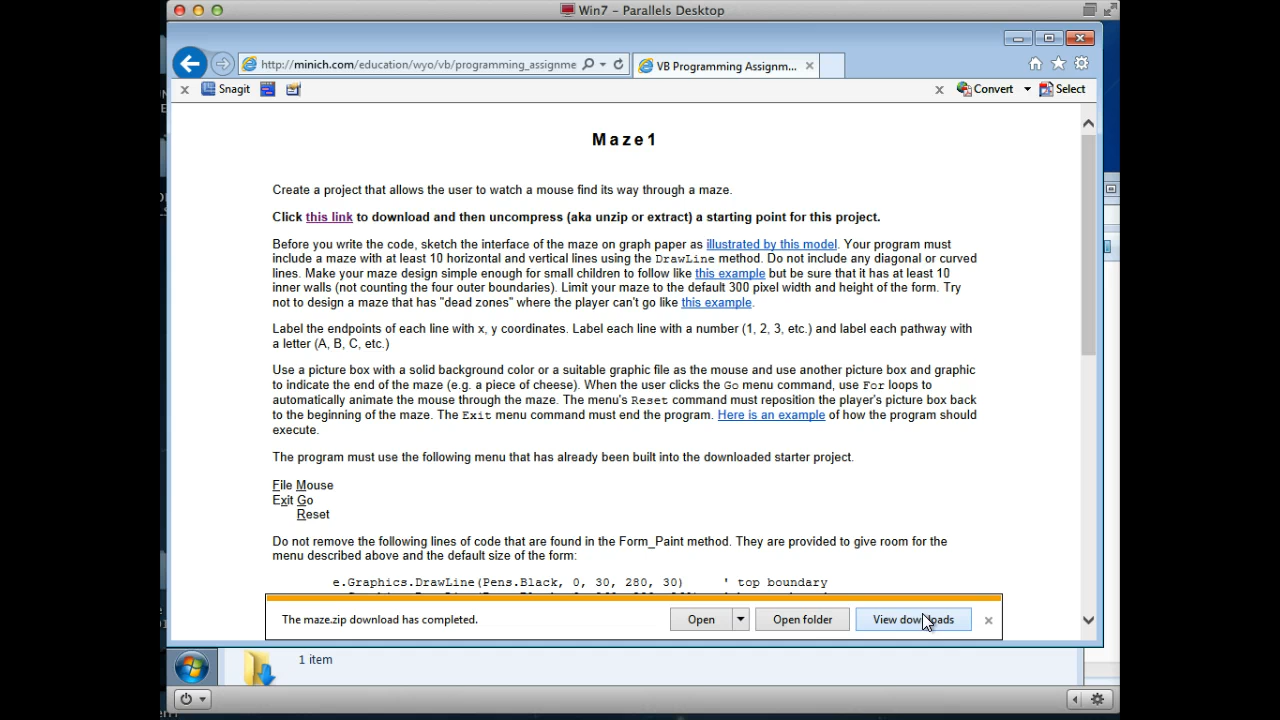 Win7 - Parallels Desktop
http://minich.com/education/wyo/vb/programming_assignme
VB Programming Assignm...
Snagit
Convert
Select
Maze1
Create a project that allows the user to watch a mouse find its way through a maze.
Click this link to download and then uncompress (aka unzip or extract) a starting point for this project.
Before you write the code, sketch the interface of the maze on graph paper as illustrated by this model. Your program must
include a maze with at least 10 horizontal and vertical lines using the DrawLine method. Do not include any diagonal or curved
lines. Make your maze design simple enough for small children to follow like this example but be sure that it has at least 10
inner walls (not counting the four outer boundaries). Limit your maze to the default 300 pixel width and height of the form. Try
not to design a maze that has "dead zones" where the player can't go like this example.
Label the endpoints of each line with x, y coordinates. Label each line with a number (1, 2, 3, etc.) and label each pathway with
a letter (A, B, C, etc.)
Use a picture box with a solid background color or a suitable graphic file as the mouse and use another picture box and graphic
to indicate the end of the maze (e.g. a piece of cheese). When the user clicks the Go menu command, use For loops to
automatically animate the mouse through the maze. The menu's Reset command must reposition the player's picture box back
to the beginning of the maze. The Exit menu command must end the program. Here is an example of how the program should
execute.
The program must use the following menu that has already been built into the downloaded starter project.
File Mouse
Exit Go
Reset
Do not remove the following lines of code that are found in the Form_Paint method. They are provided to give room for the
menu described above and the default size of the form:
e.Graphics.DrawLine(Pens.Black, 0, 30, 280, 30) ' top boundary
The maze.zip download has completed.
Open
Open folder
View downloads
1 item